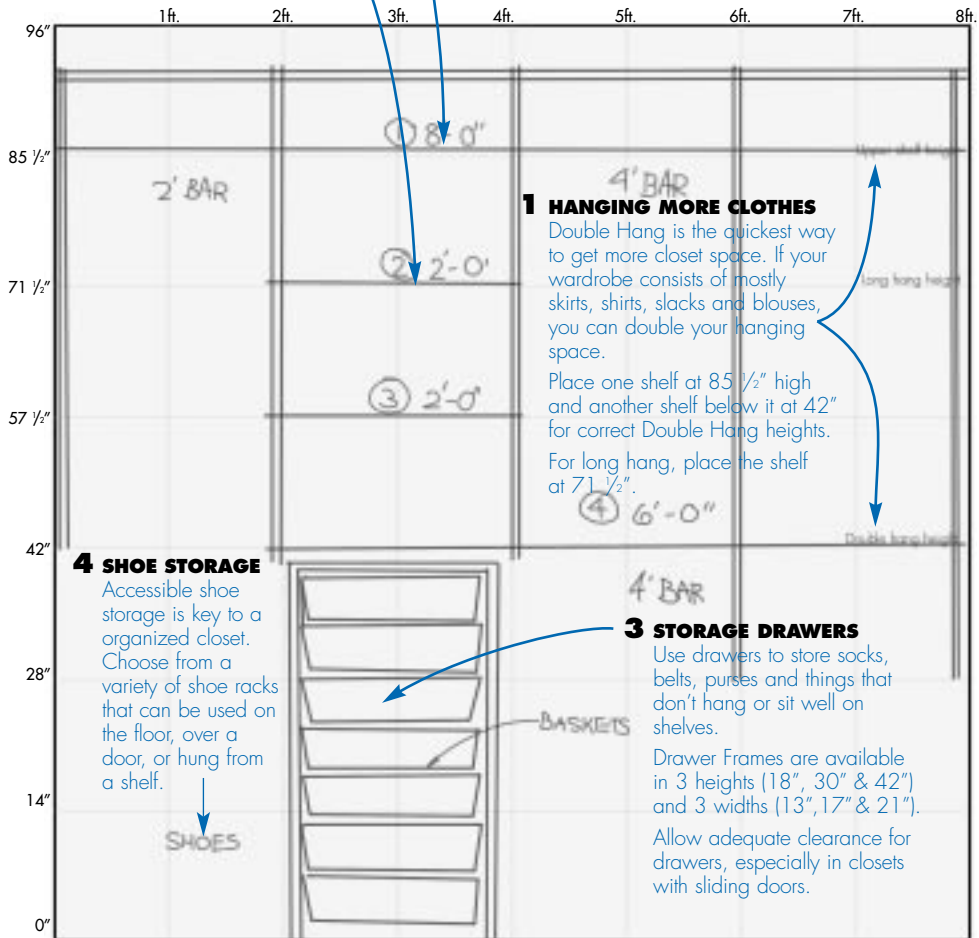 1ft. 2ft. 3ft. 4ft. 5ft. 6ft. 7ft. 8ft.
96"
① 8-0"
85 ½"
Upper shelf height
2' BAR
4' BAR
1 HANGING MORE CLOTHES
Double Hang is the quickest way
to get more closet space. If your
wardrobe consists of mostly
skirts, shirts, slacks and blouses,
you can double your hanging
space.
Place one shelf at 85 ½" high
and another shelf below it at 42"
for correct Double Hang heights.
For long hang, place the shelf
at 71 ½".
② 2'-0'
71 ½"
Long hang height
③ 2'-0"
57 ½"
④ 6'-0"
42"
Double hang height
4 SHOE STORAGE
Accessible shoe
storage is key to a
organized closet.
Choose from a
variety of shoe racks
that can be used on
the floor, over a
door, or hung from
a shelf.
4' BAR
3 STORAGE DRAWERS
Use drawers to store socks,
belts, purses and things that
don't hang or sit well on
shelves.
Drawer Frames are available
in 3 heights (18", 30" & 42")
and 3 widths (13",17"& 21").
Allow adequate clearance for
drawers, especially in closets
with sliding doors.
28"
BASKETS
14"
SHOES
0"